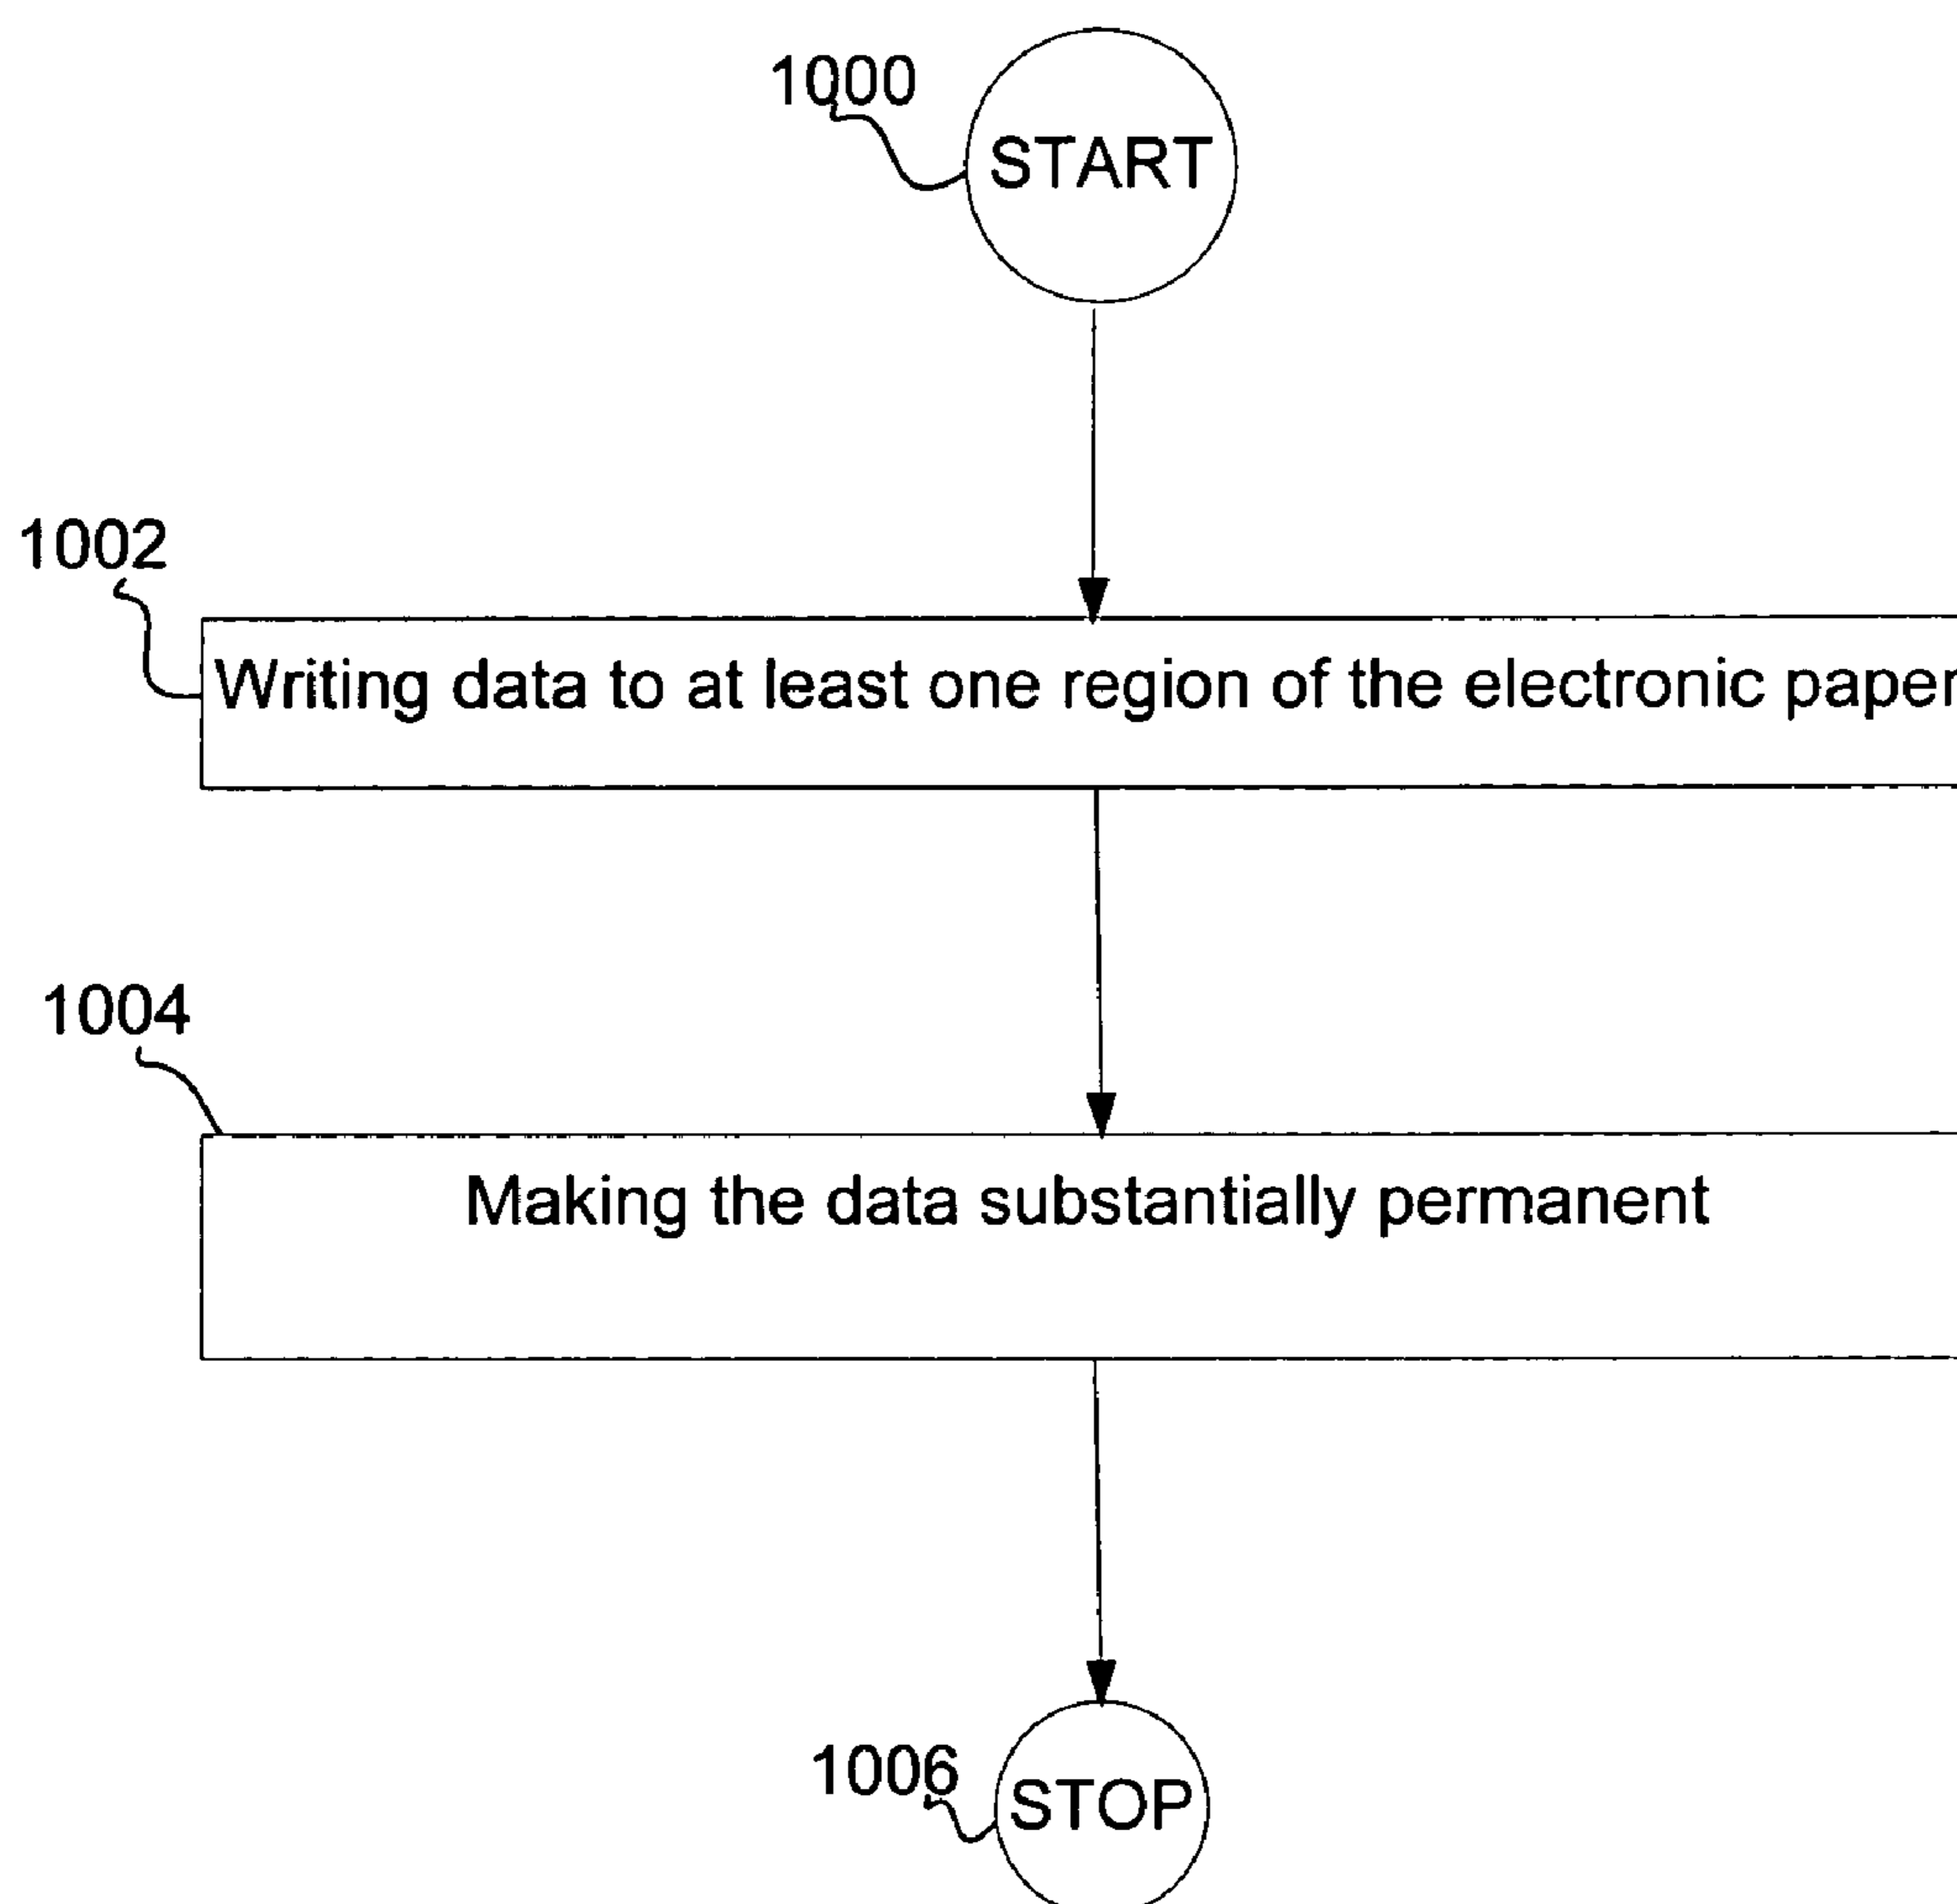 1000
START
1002
Writing data to at least one region of the electronic paper
1004
Making the data substantially permanent
1006
STOP